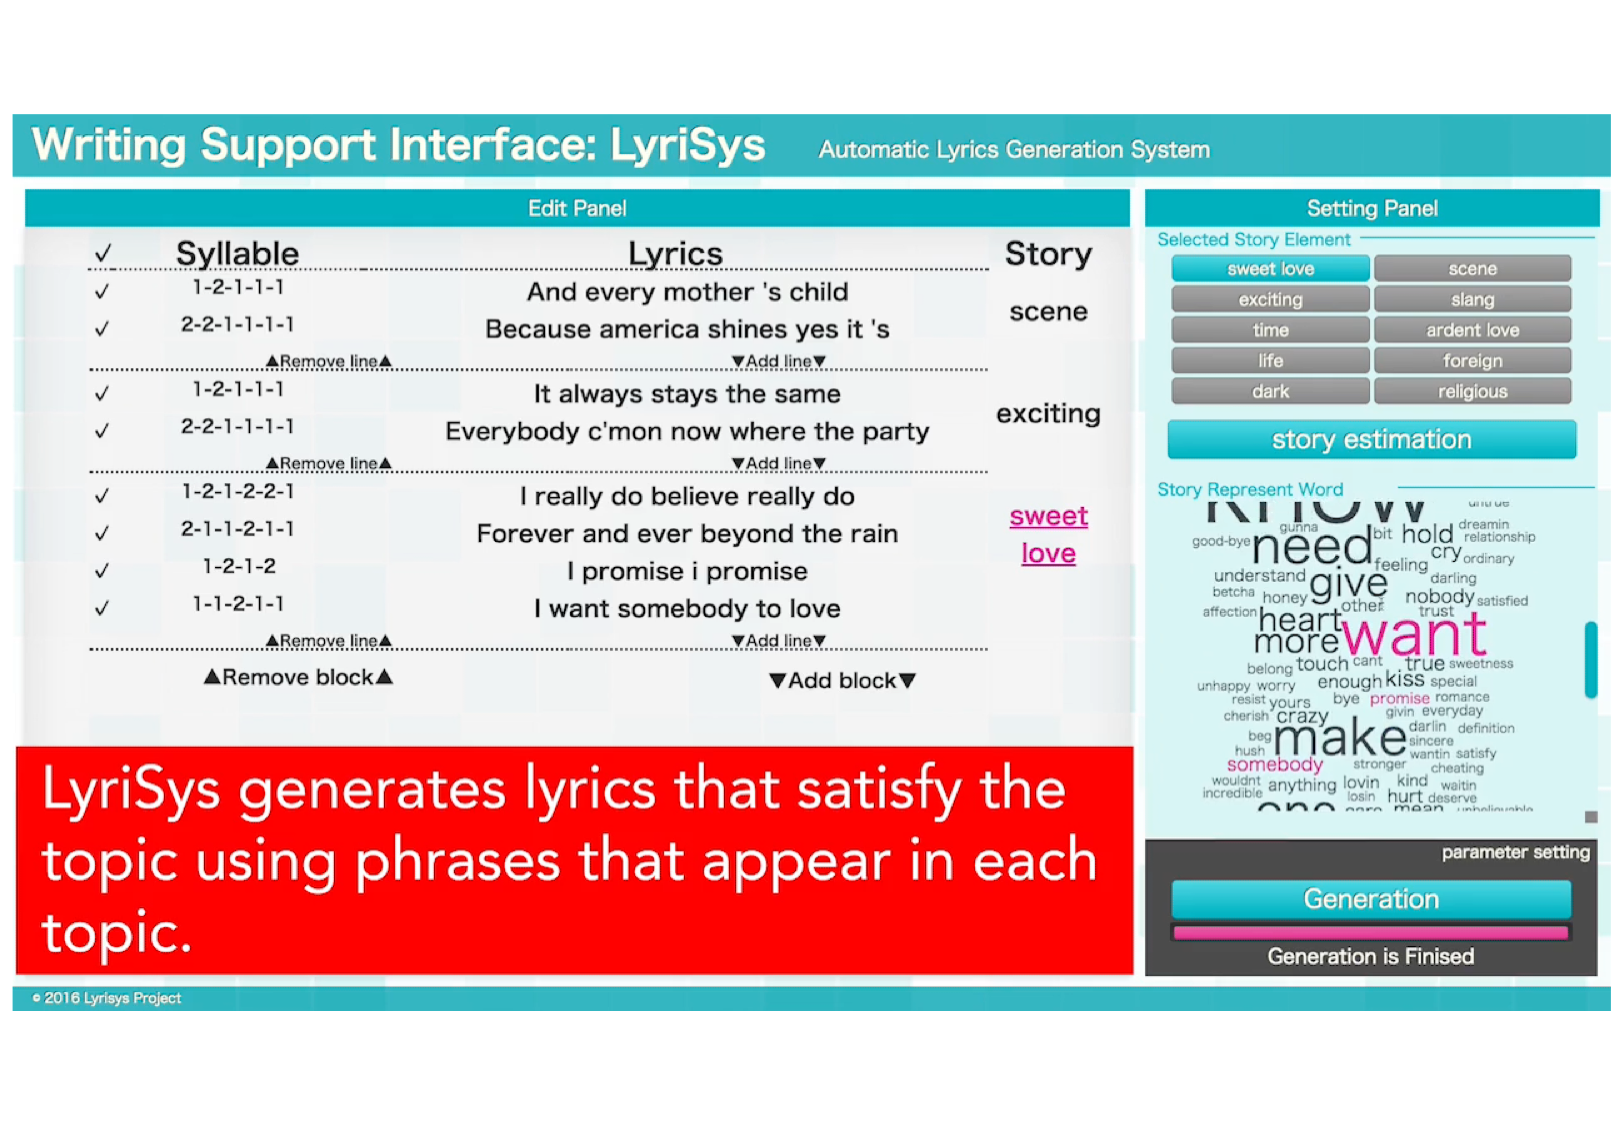 Writing Support Interface: LyriSys Automatic Lyrics Generation System
Edit Panel
✓ Syllable Lyrics Story
✓ 1-2-1-1-1 And every mother 's child
scene
✓ 2-2-1-1-1-1 Because america shines yes it 's
▲Remove line▲ ▼Add line▼
✓ 1-2-1-1-1 It always stays the same
exciting
✓ 2-2-1-1-1-1 Everybody c'mon now where the party
▲Remove line▲ ▼Add line▼
✓ 1-2-1-2-2-1 I really do believe really do
sweet
✓ 2-1-1-2-1-1 Forever and ever beyond the rain
love
✓ 1-2-1-2 I promise i promise
✓ 1-1-2-1-1 I want somebody to love
▲Remove line▲ ▼Add line▼
▲Remove block▲ ▼Add block▼
LyriSys generates lyrics that satisfy the
topic using phrases that appear in each
topic.
Setting Panel
Selected Story Element
sweet love scene
exciting slang
time ardent love
life foreign
dark religious
story estimation
Story Represent Word
know untrue
gunna dreamin
good-bye need bit hold relationship
cry ordinary
feeling
understand give darling
betcha honey other nobody satisfied
affection heart trust
more want
belong touch cant true sweetness
unhappy worry enough kiss special
resist yours bye promise romance
cherish crazy givin everyday
beg make darlin definition
hush sincere
wantin satisfy
somebody stronger cheating
wouldnt anything lovin kind waitin
incredible losin hurt deserve
one care mean unbelievable
parameter setting
Generation
Generation is Finised
© 2016 Lyrisys Project